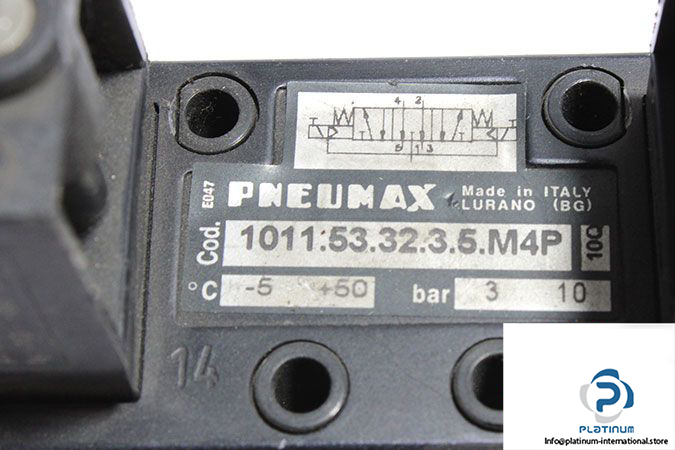 4 2
5 1 3
E047
PNEUMAX
Made in ITALY
LURANO (BG)
Cod. 1011.53.32.3.5.M4P
10C
°C -5 +50 bar 3 10
14
PLATINUM
Info@platinum-international.store